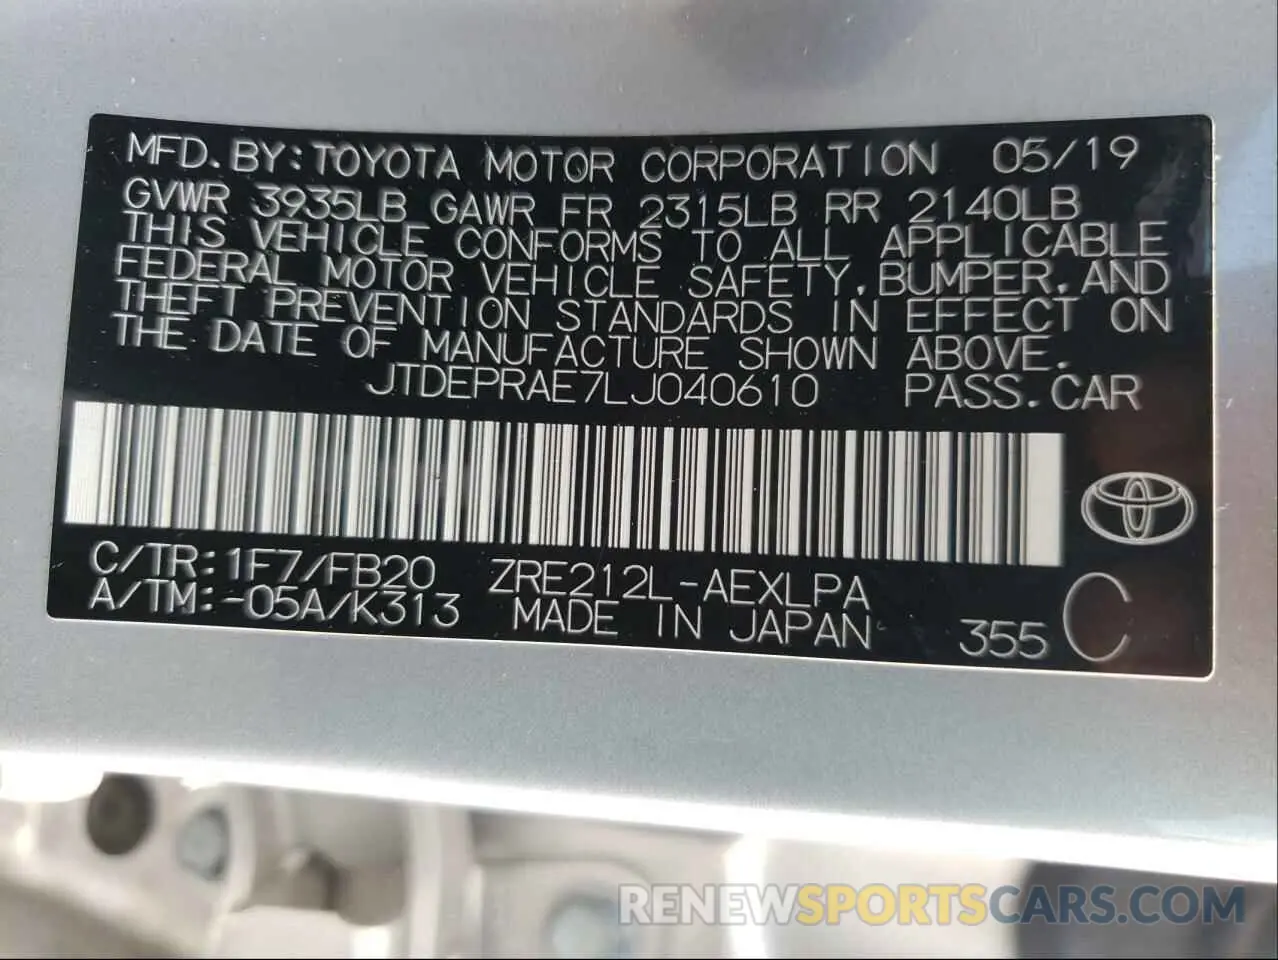 MFD.BY:TOYOTA MOTOR CORPORATION 05/19
GVWR 3935LB GAWR FR 2315LB RR 2140LB
THIS VEHICLE CONFORMS TO ALL APPLICABLE
FEDERAL MOTOR VEHICLE SAFETY,BUMPER,AND
THEFT PREVENTION STANDARDS IN EFFECT ON
THE DATE OF MANUFACTURE SHOWN ABOVE.
JTDEPRAE7LJ040610 PASS.CAR
C/TR:1F7/FB20 ZRE212L-AEXLPA
A/TM:-05A/K313 MADE IN JAPAN 355 C
RENEWSPORTSCARS.COM